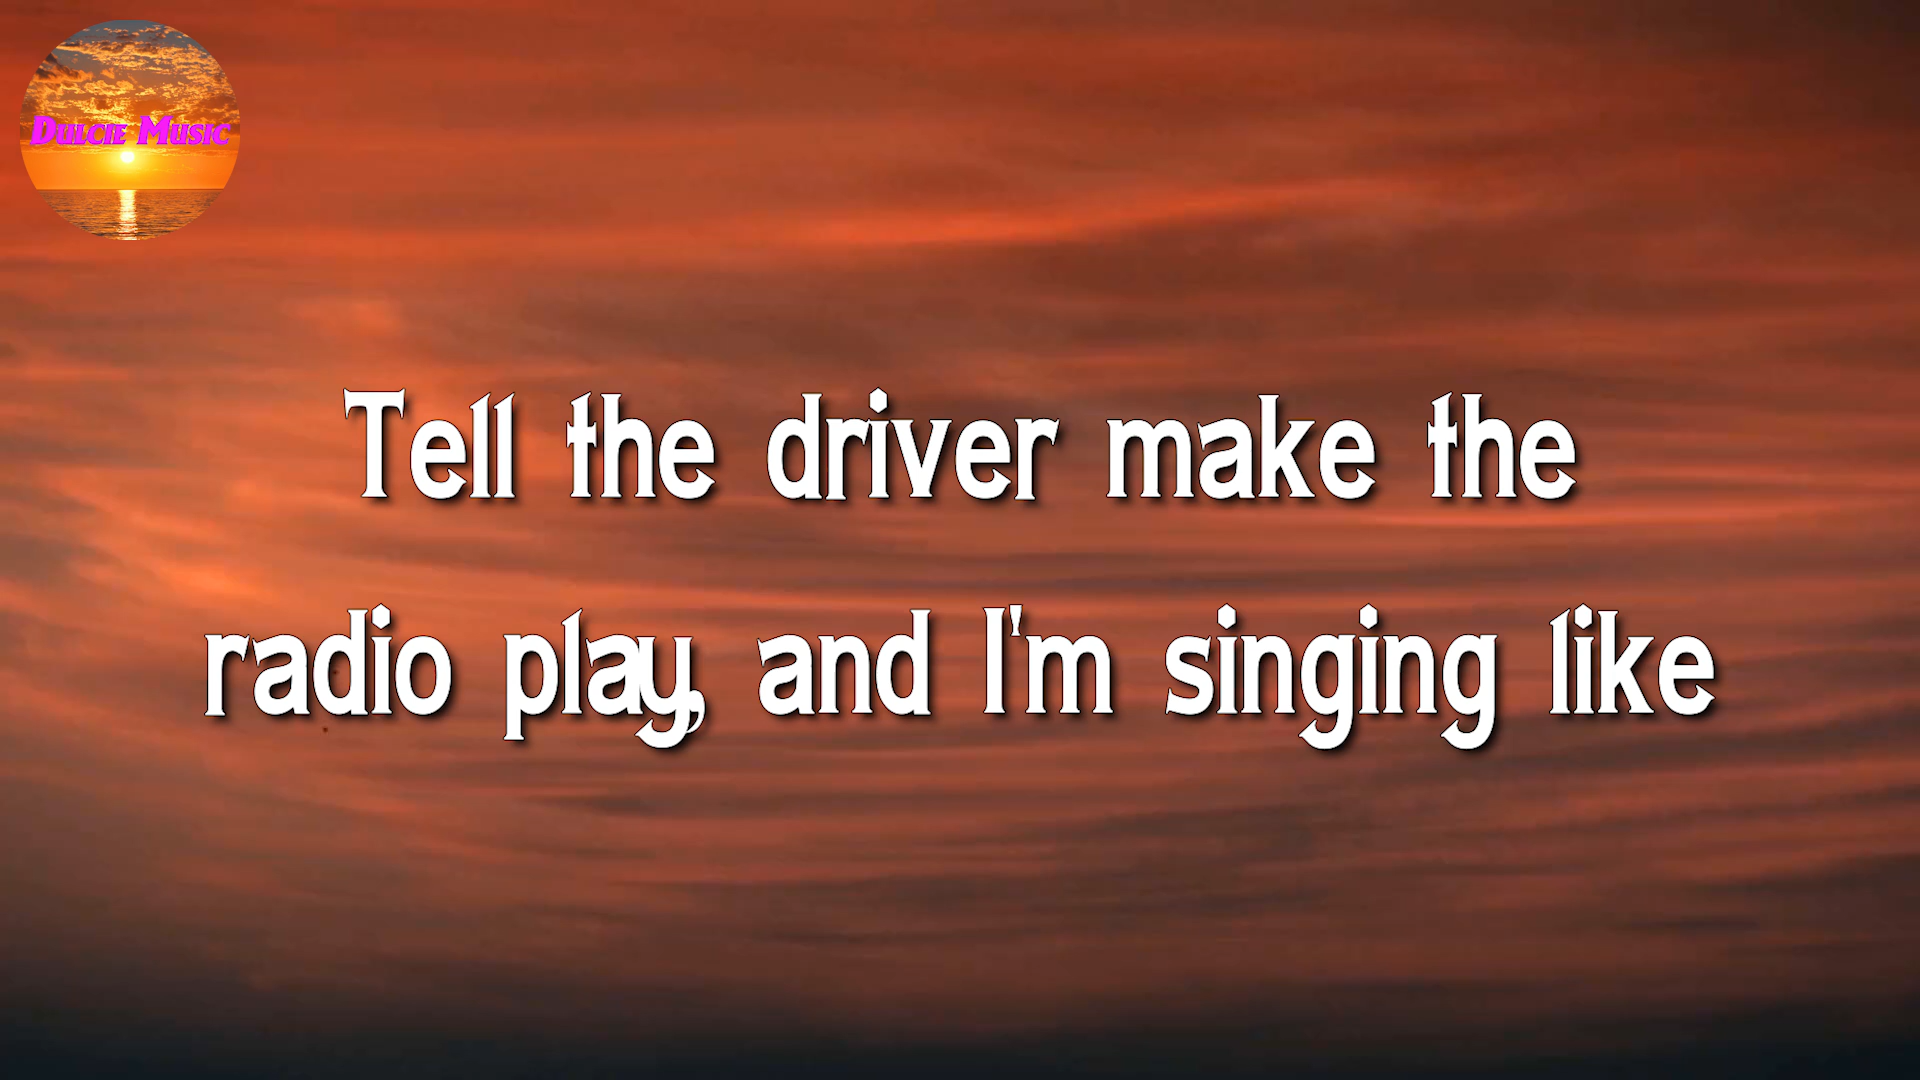 Dulcie Music
Tell the driver make the
radio play, and I'm singing like